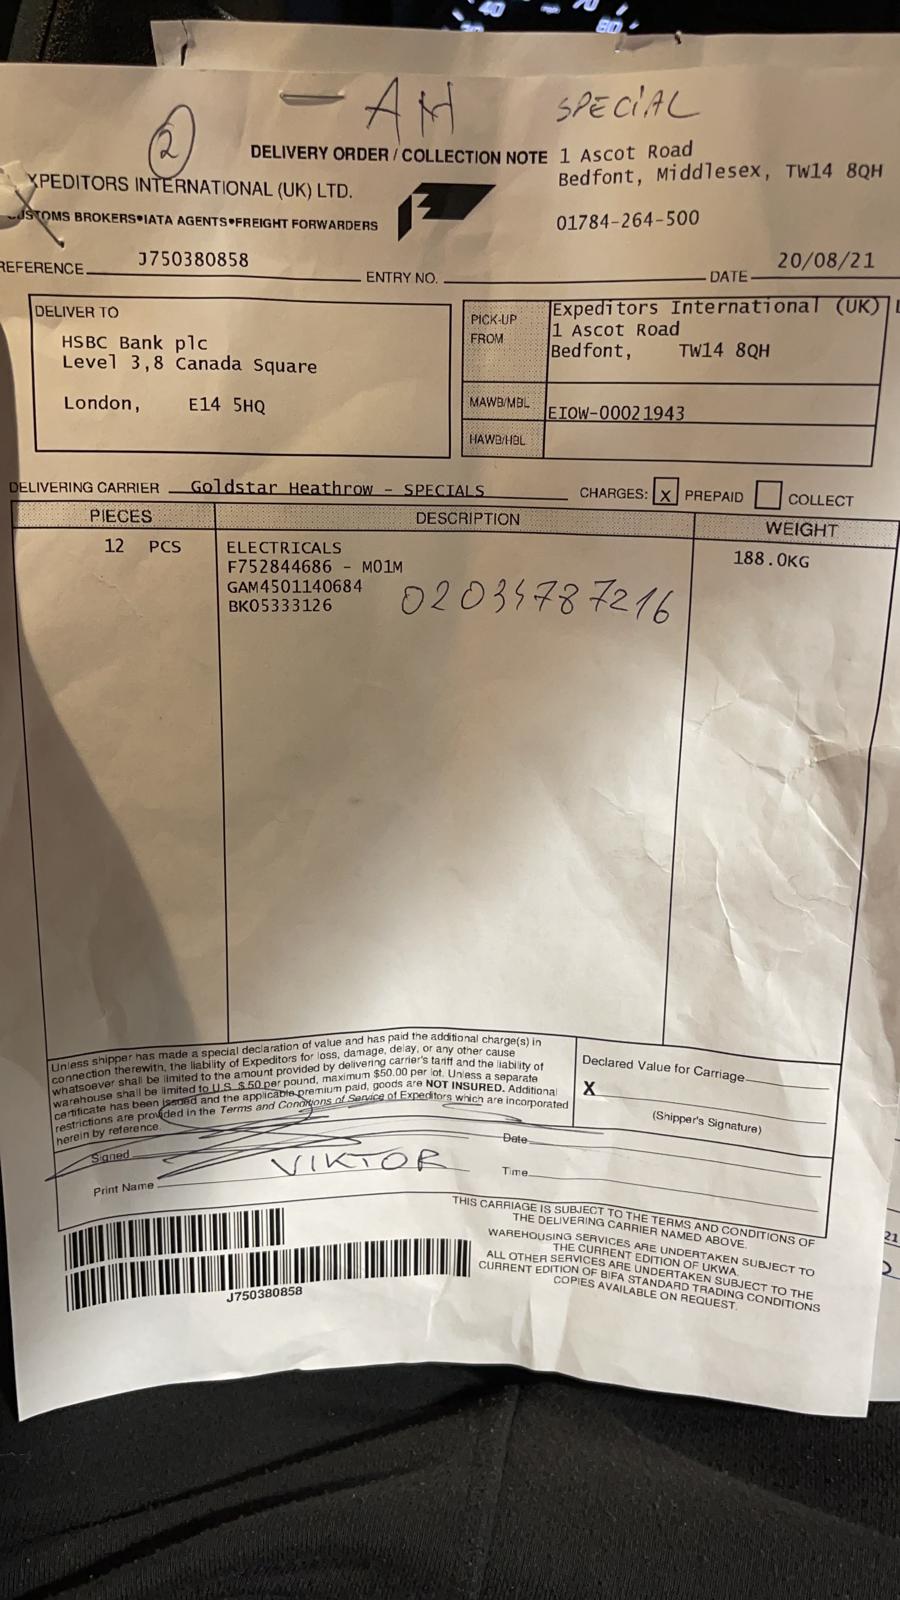 40
80
2
AM
SPECIAL
DELIVERY ORDER / COLLECTION NOTE
1 Ascot Road
Bedfont, Middlesex, TW14 8QH
XPEDITORS INTERNATIONAL (UK) LTD.
CUSTOMS BROKERS•IATA AGENTS•FREIGHT FORWARDERS
01784-264-500
REFERENCE J750380858
ENTRY NO.
DATE 20/08/21
DELIVER TO
HSBC Bank plc
Level 3,8 Canada Square
London, E14 5HQ
PICK-UP
FROM
Expeditors International (UK) L
1 Ascot Road
Bedfont, TW14 8QH
MAWB/MBL EIOW-00021943
HAWB/HBL
DELIVERING CARRIER Goldstar Heathrow - SPECIALS
CHARGES: X PREPAID COLLECT
PIECES DESCRIPTION WEIGHT
12 PCS ELECTRICALS 188.0KG
F752844686 - M01M
GAM4501140684
BK05333126
02034787216
Unless shipper has made a special declaration of value and has paid the additional charge(s) in
connection therewith, the liability of Expeditors for loss, damage, delay, or any other cause
whatsoever shall be limited to the amount provided by delivering carrier's tariff and the liability of
warehouse shall be limited to U.S. $.50 per pound, maximum $50.00 per lot. Unless a separate
certificate has been issued and the applicable premium paid, goods are NOT INSURED. Additional
restrictions are provided in the Terms and Conditions of Service of Expeditors which are incorporated
herein by reference.
Declared Value for Carriage
X
(Shipper's Signature)
Signed
Date
Print Name VIKTOR
Time
THIS CARRIAGE IS SUBJECT TO THE TERMS AND CONDITIONS OF
THE DELIVERING CARRIER NAMED ABOVE.
WAREHOUSING SERVICES ARE UNDERTAKEN SUBJECT TO
THE CURRENT EDITION OF UKWA.
ALL OTHER SERVICES ARE UNDERTAKEN SUBJECT TO THE
CURRENT EDITION OF BIFA STANDARD TRADING CONDITIONS
COPIES AVAILABLE ON REQUEST.
J750380858
21